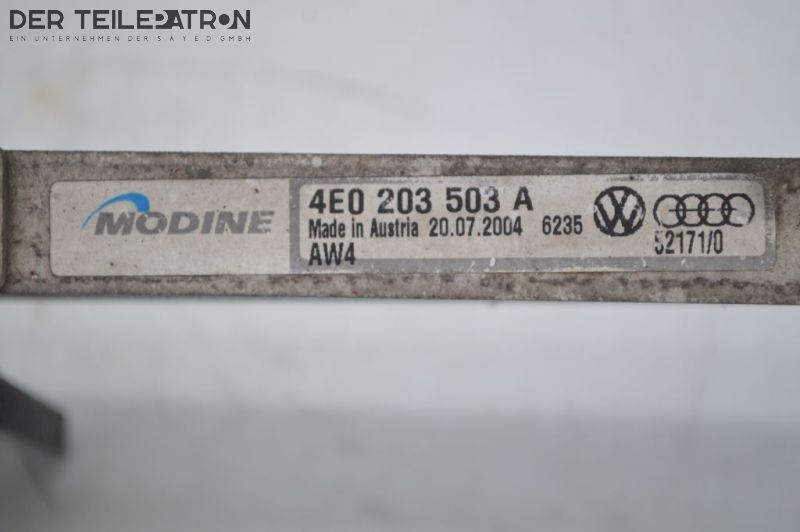 DER TEILEPATRON
EIN UNTERNEHMEN DER S A Y E.D GMBH
MODINE
4E0 203 503 A
Made in Austria 20.07.2004 6235
AW4
52171/0